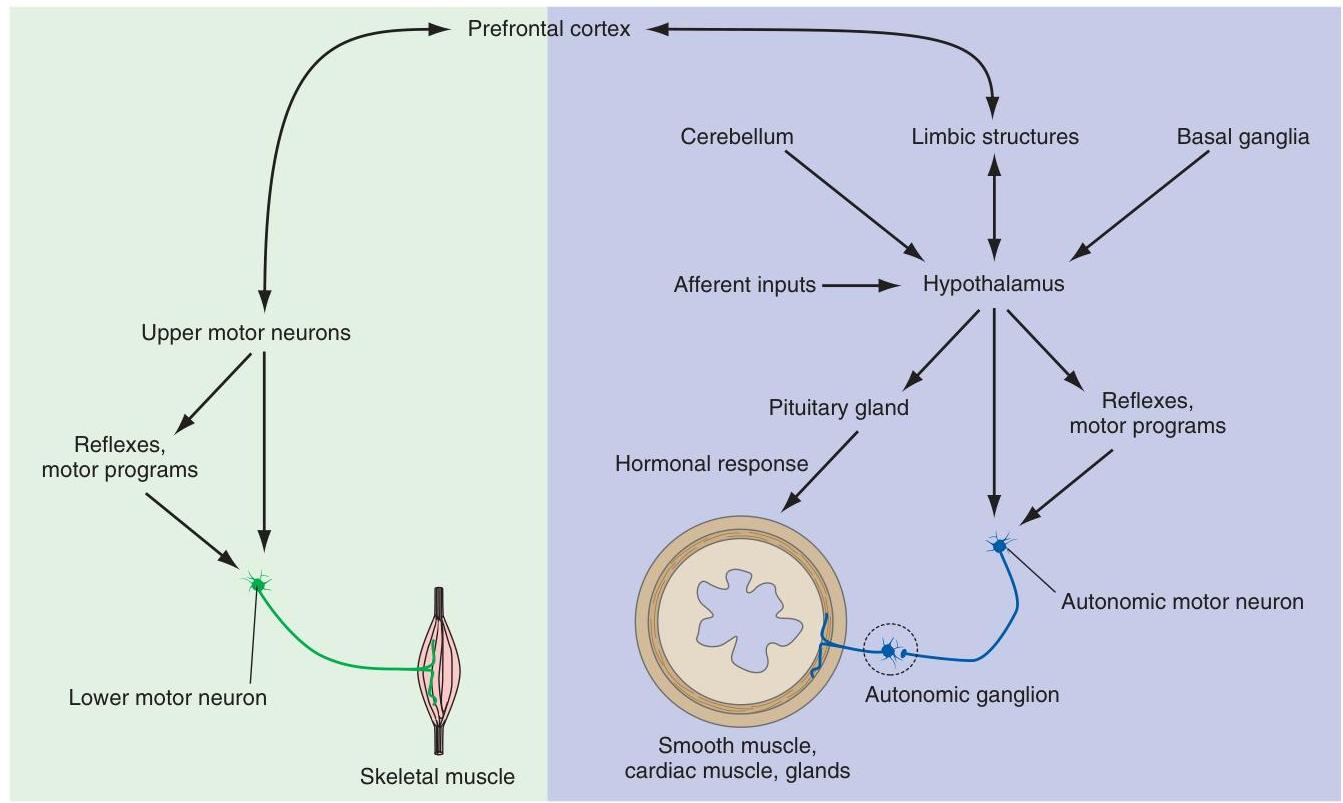 Prefrontal cortex
Cerebellum
Limbic structures
Basal ganglia
Afferent inputs
Hypothalamus
Upper motor neurons
Pituitary gland
Reflexes,
motor programs
Reflexes,
motor programs
Hormonal response
Autonomic motor neuron
Lower motor neuron
Autonomic ganglion
Smooth muscle,
cardiac muscle, glands
Skeletal muscle